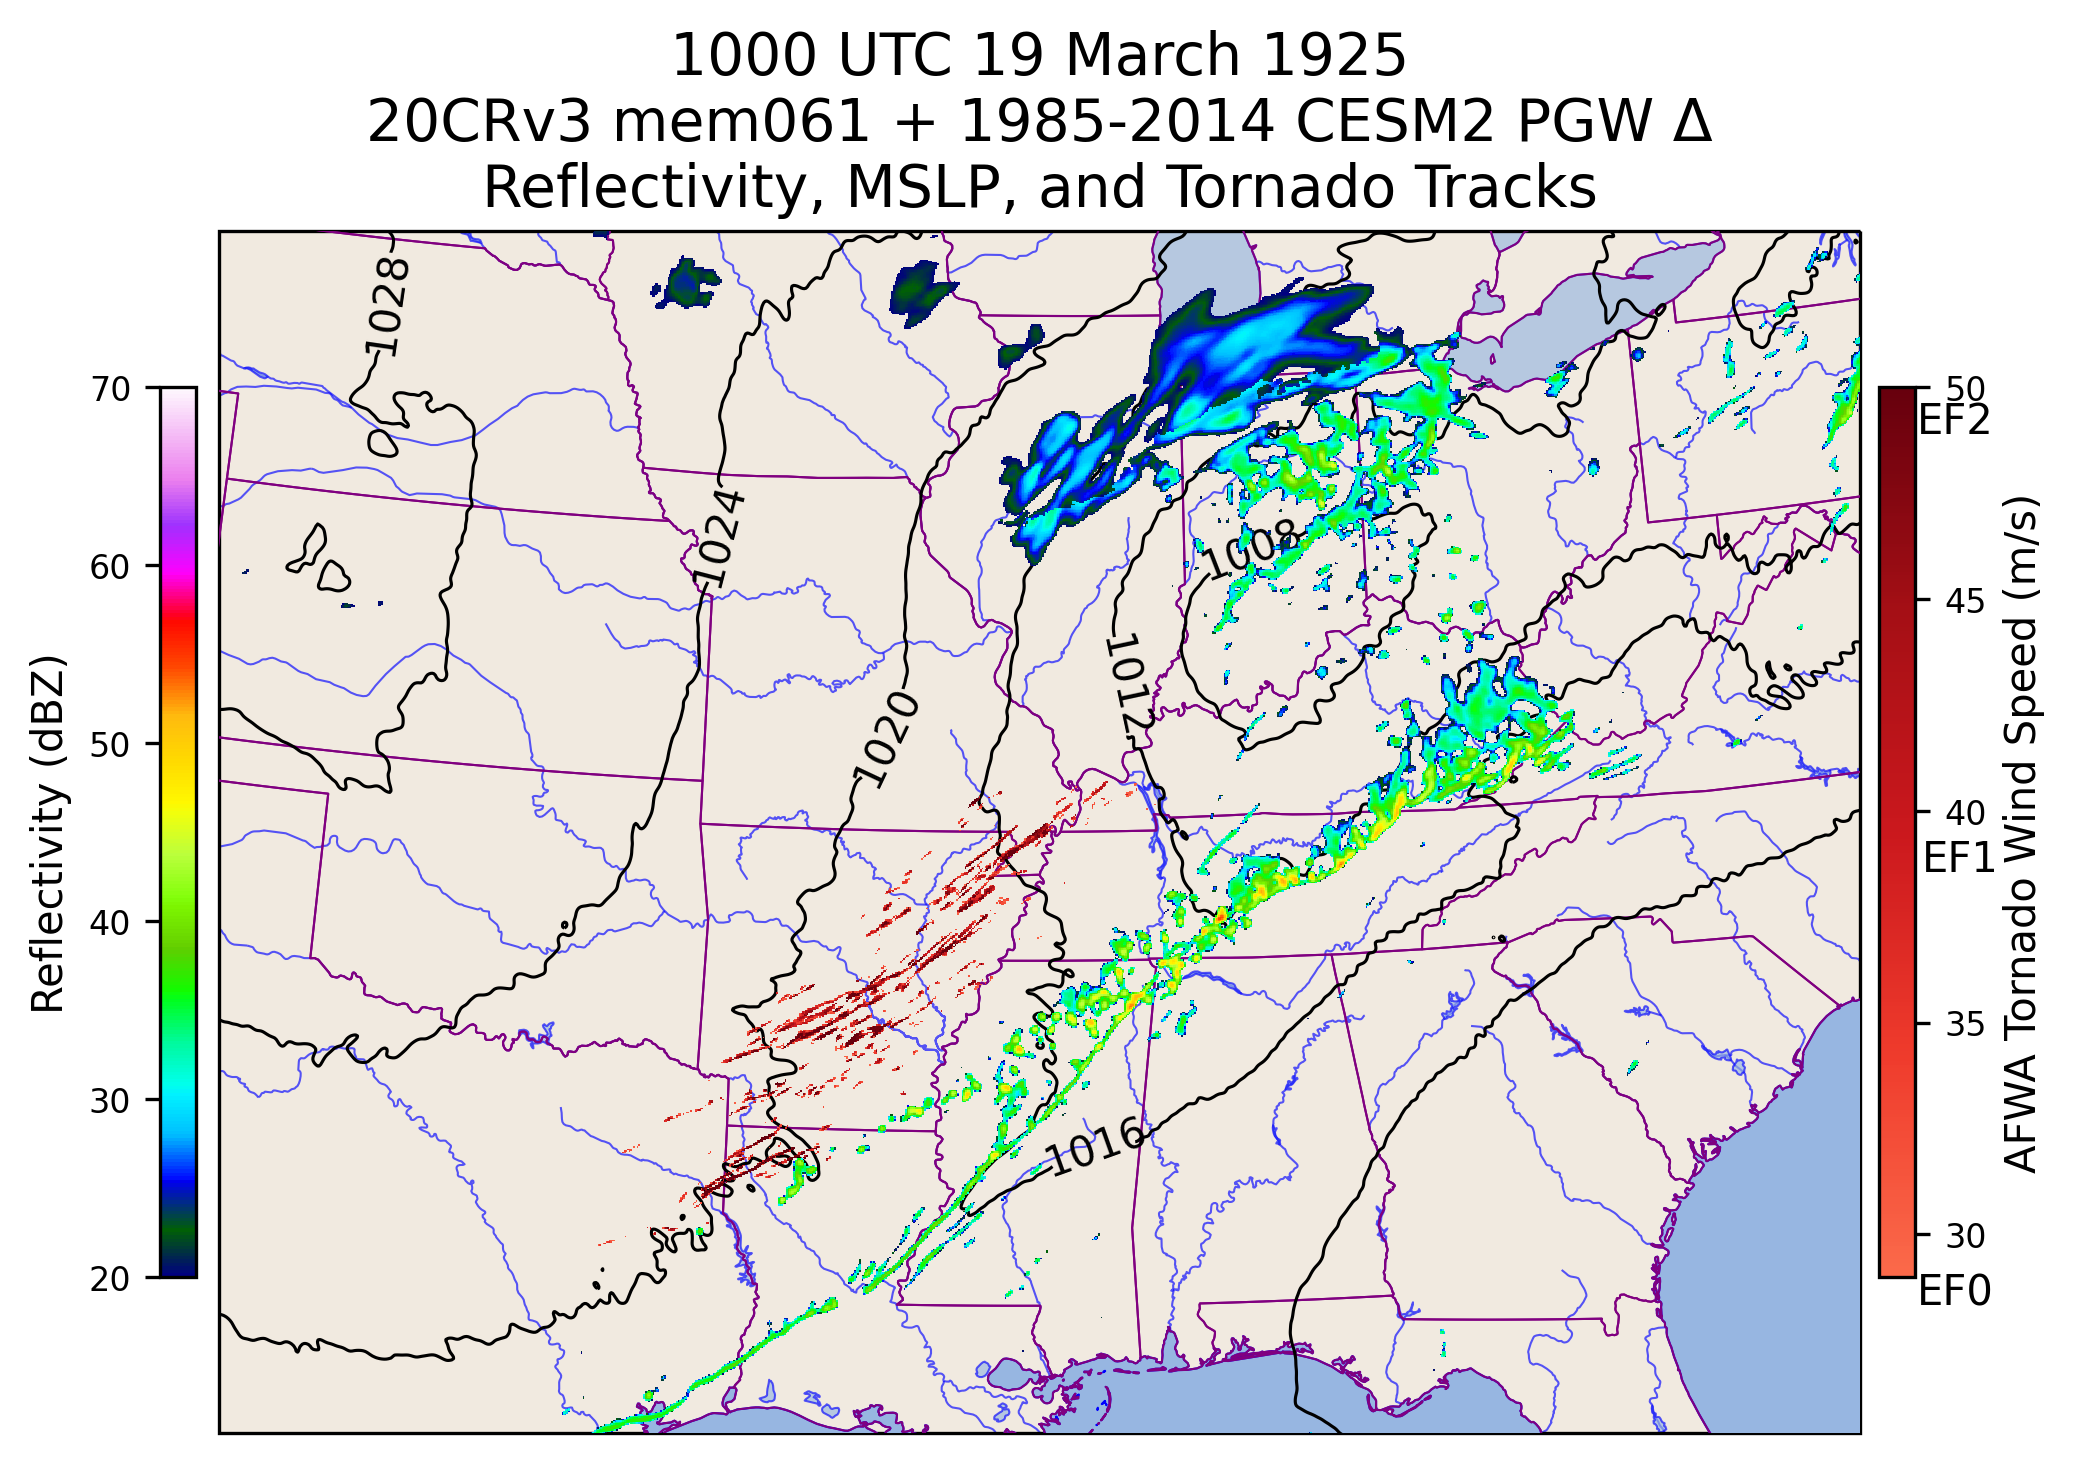 1000 UTC 19 March 1925
20CRv3 mem061 + 1985-2014 CESM2 PGW Δ
Reflectivity, MSLP, and Tornado Tracks
Reflectivity (dBZ)
70
60
50
40
30
20
1028
1024
1020
1012
1008
1016
50
EF2
45
40
EF1
35
30
EF0
AFWA Tornado Wind Speed (m/s)